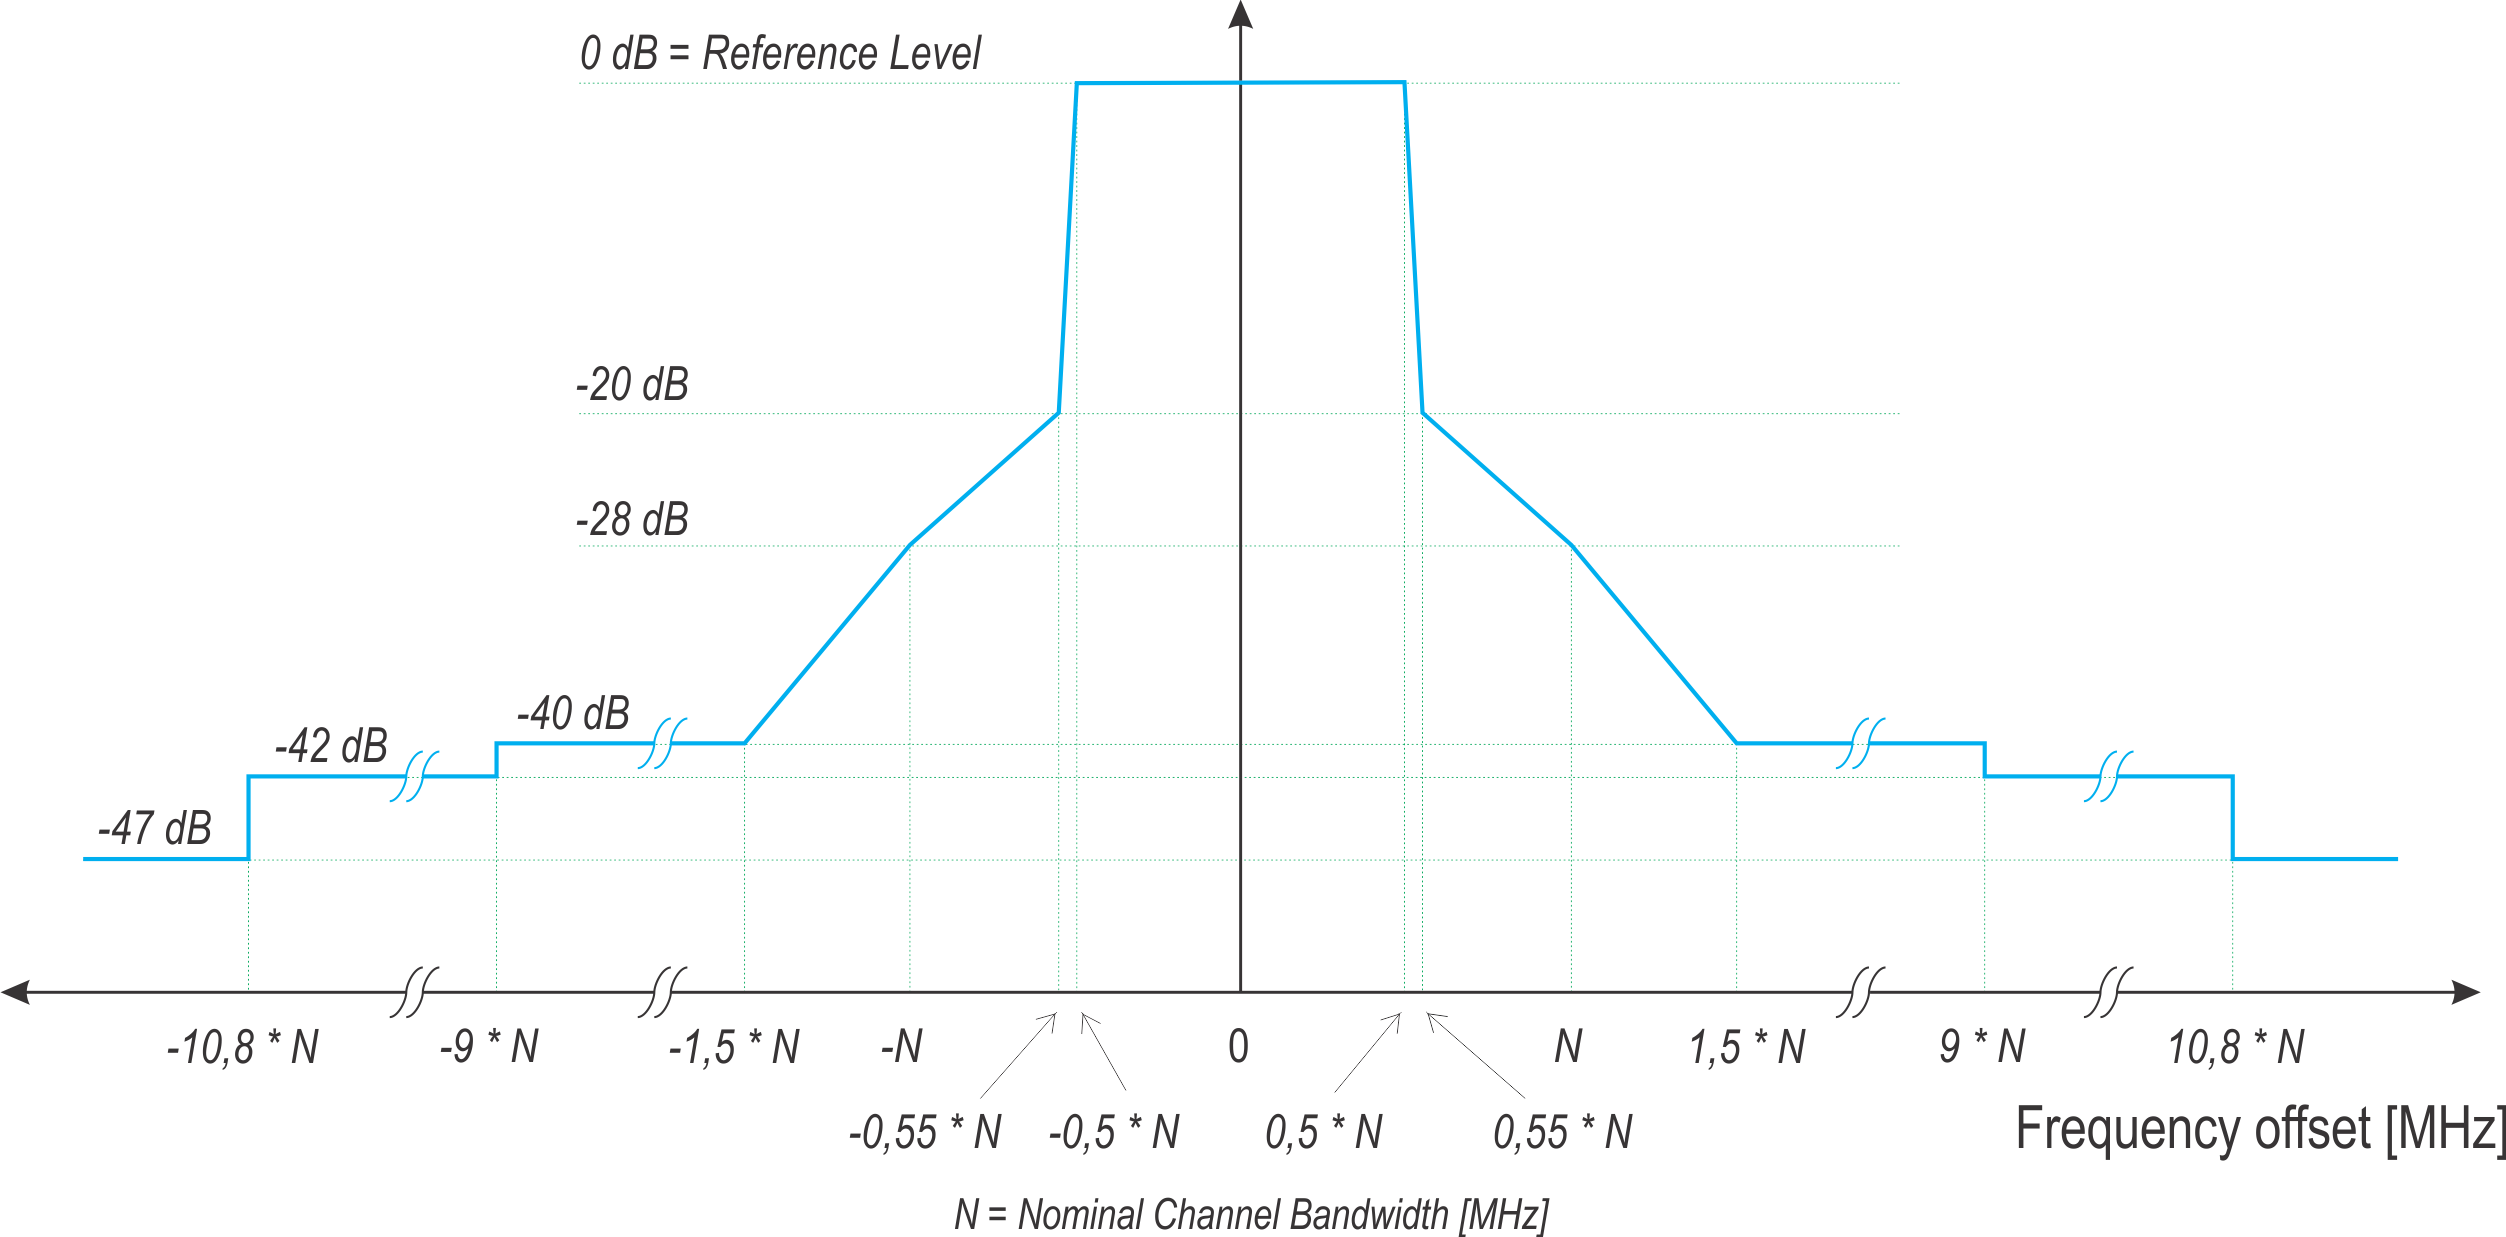 0 dB = Reference Level
-20 dB
-28 dB
-40 dB
-42 dB
-47 dB
-10,8 * N -9 * N -1,5 * N -N 0 N 1,5 * N 9 * N 10,8 * N
-0,55 * N -0,5 * N 0,5 * N 0,55 * N
Frequency offset [MHz]
N = Nominal Channel Bandwidth [MHz]